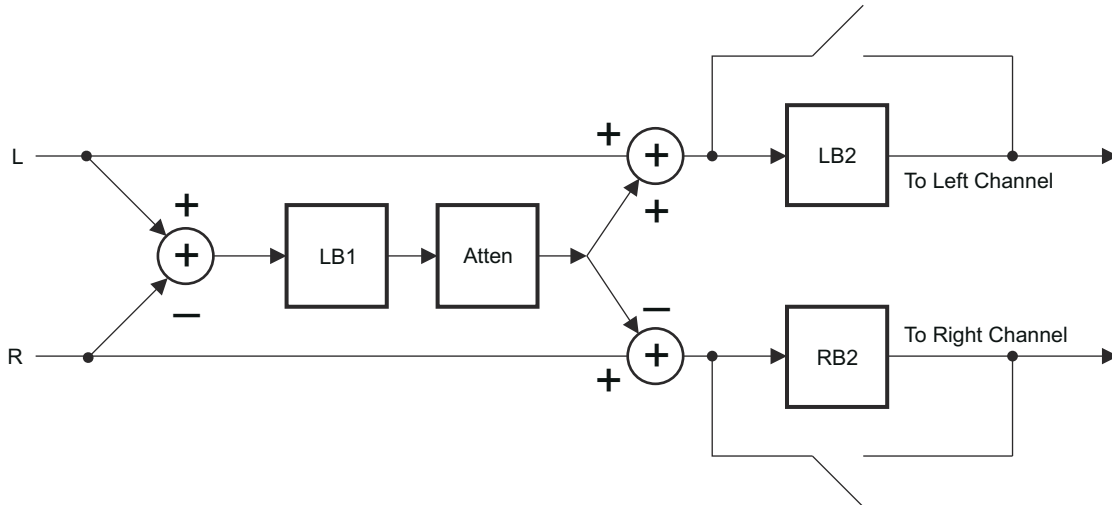 L
R
+
+
−
LB1
Atten
+
+
+
−
+
+
LB2
To Left Channel
To Right Channel
RB2